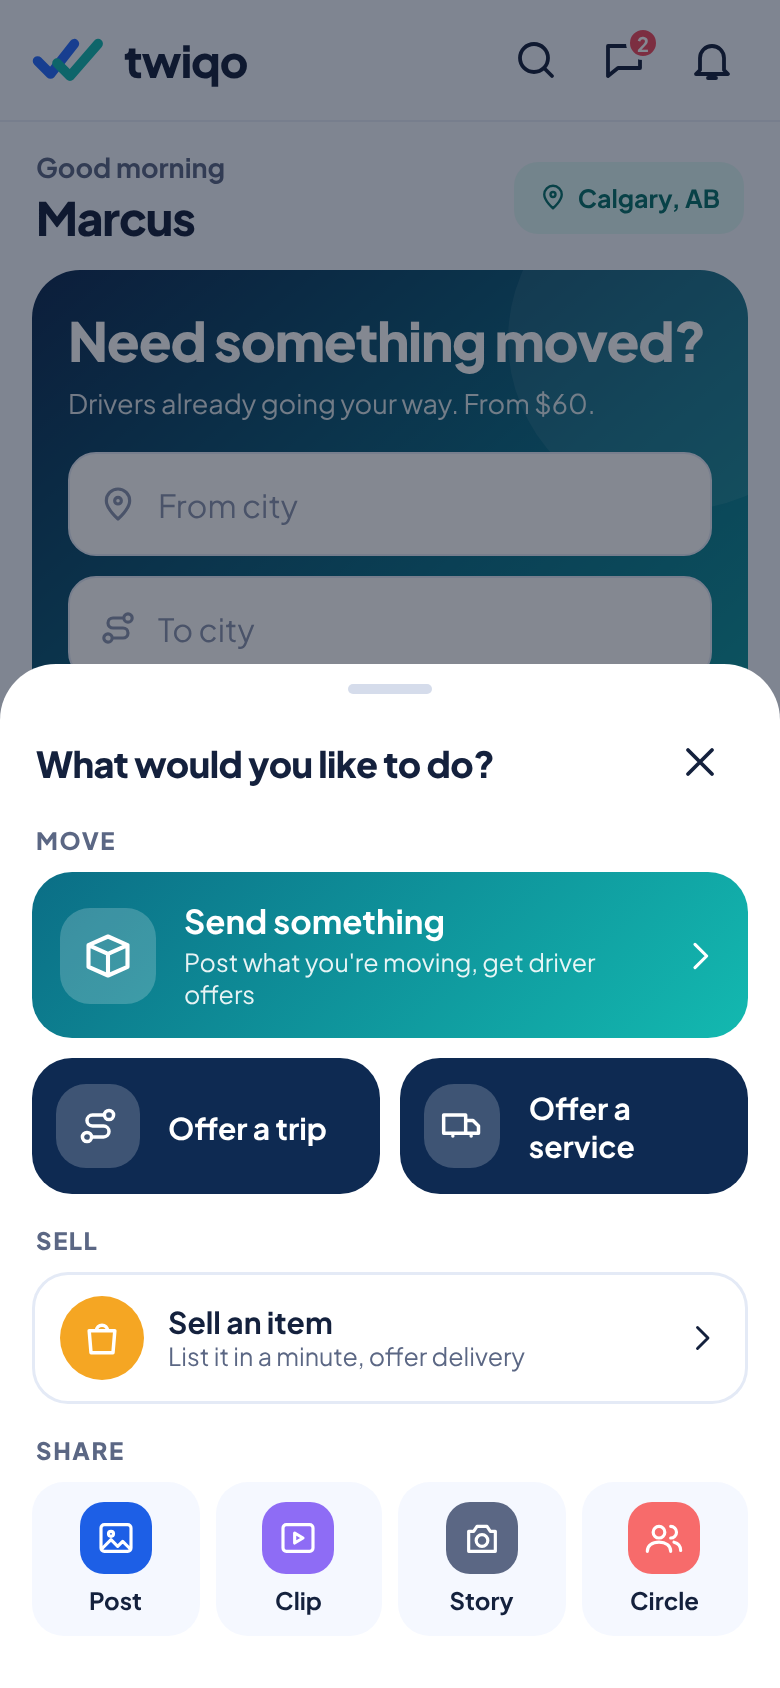 twiqo
2
Good morning
Marcus
Calgary, AB
Need something moved?
Drivers already going your way. From $60.
From city
To city
What would you like to do?
MOVE
Send something
Post what you're moving, get driver
offers
Offer a trip
Offer a
service
SELL
Sell an item
List it in a minute, offer delivery
SHARE
Post
Clip
Story
Circle